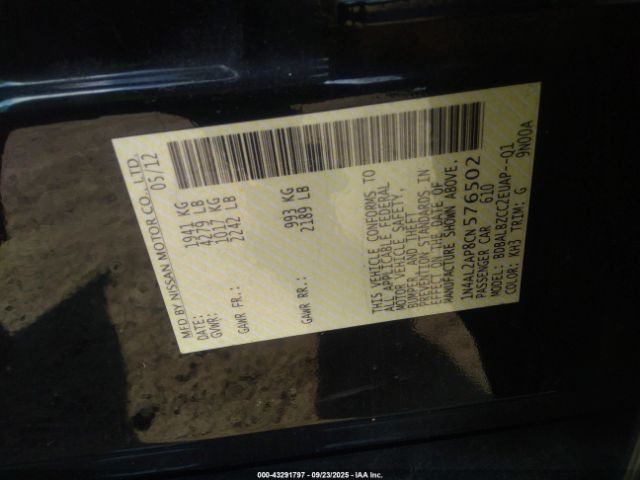 MFD BY NISSAN MOTOR CO., LTD.
DATE: 05/12
GVWR: 1941 KG
4279 LB
GAWR FR.: 1017 KG
2242 LB
GAWR RR.: 993 KG
2189 LB
THIS VEHICLE CONFORMS TO
ALL APPLICABLE FEDERAL
MOTOR VEHICLE SAFETY,
BUMPER, AND THEFT
PREVENTION STANDARDS IN
EFFECT ON THE DATE OF
MANUFACTURE SHOWN ABOVE.
1N4AL2AP8CN576502
PASSENGER CAR 610
MODEL: BDBALBZCC2EUAP--Q1
COLOR: KH3 TRIM: G 9N00A
000-43291797 - 09/23/2025 - IAA Inc.